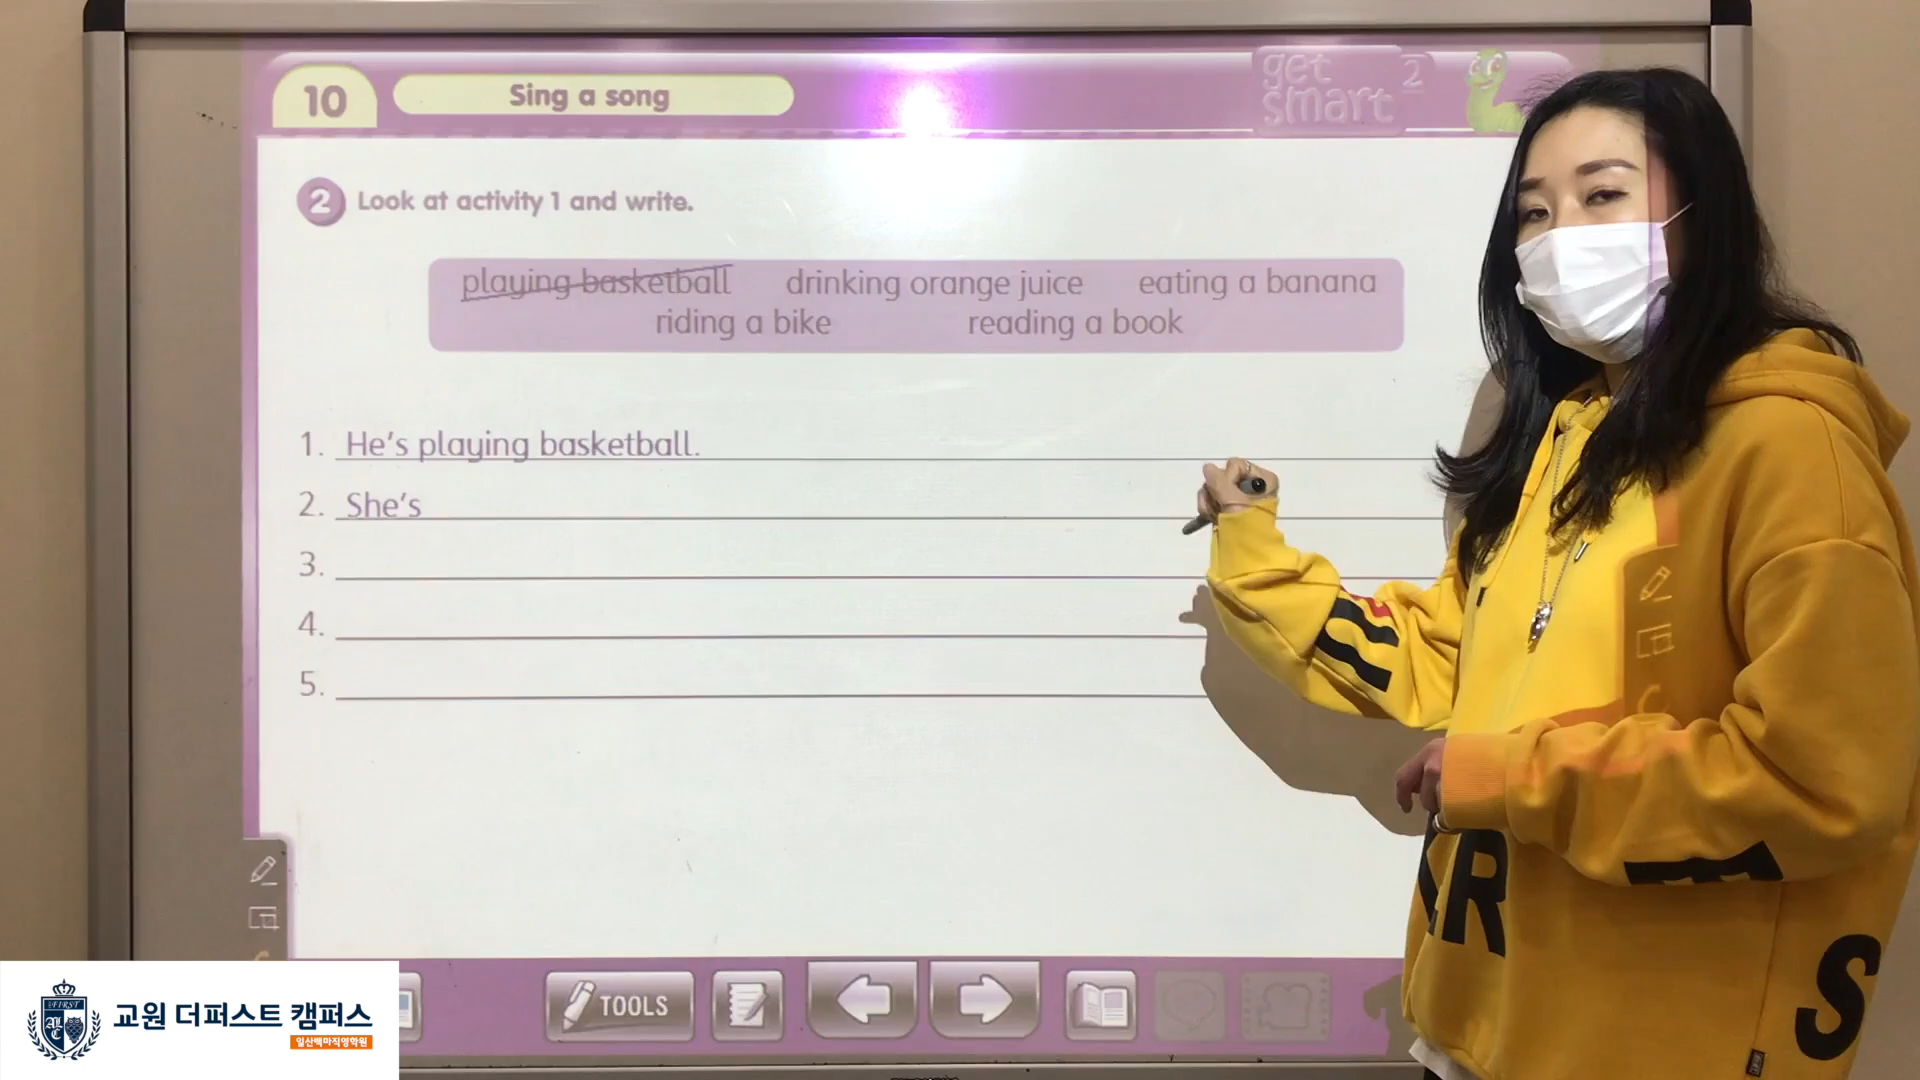 10
Sing a song
get
smart 2
2 Look at activity 1 and write.
playing basketball drinking orange juice eating a banana
riding a bike reading a book
1. He's playing basketball.
2. She's
3.
4.
5.
TOOLS
KR
S
FIRST
교원 더퍼스트 캠퍼스
일산백마직영학원